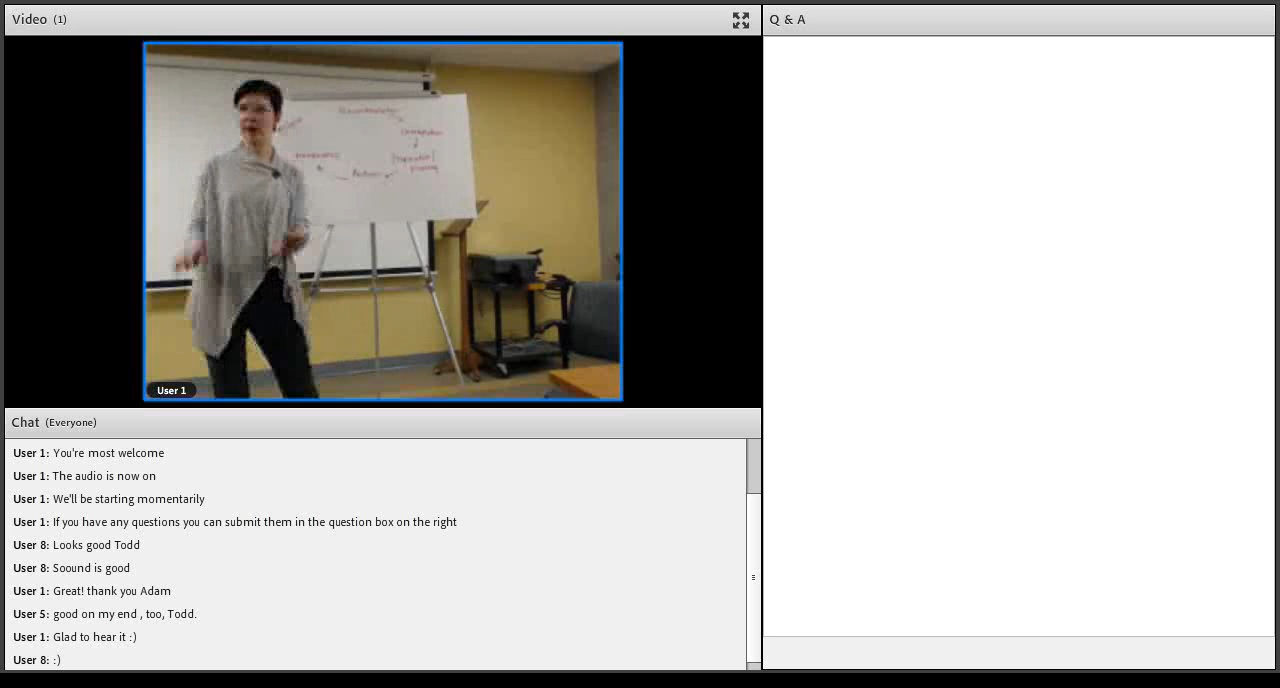 Video (1)
Q & A
User 1
Chat (Everyone)
User 1: You're most welcome
User 1: The audio is now on
User 1: We'll be starting momentarily
User 1: If you have any questions you can submit them in the question box on the right
User 8: Looks good Todd
User 8: Soound is good
User 1: Great! thank you Adam
User 5: good on my end , too, Todd.
User 1: Glad to hear it :)
User 8: :)